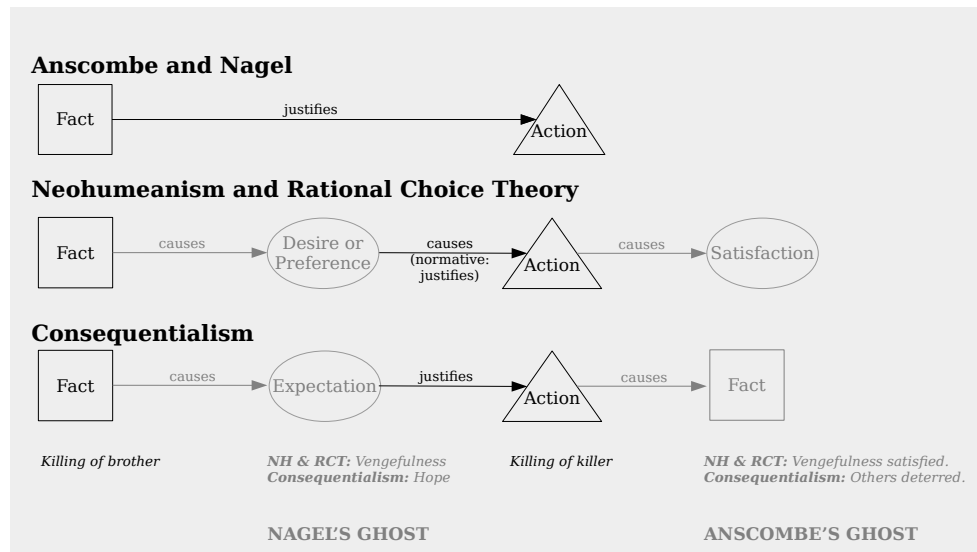 Anscombe and Nagel
Fact
justifies
Action
Neohumeanism and Rational Choice Theory
Fact
causes
Desire or
Preference
causes
(normative:
justifies)
Action
causes
Satisfaction
Consequentialism
Fact
causes
Expectation
justifies
Action
causes
Fact
Killing of brother
NH & RCT: Vengefulness
Consequentialism: Hope
Killing of killer
NH & RCT: Vengefulness satisfied.
Consequentialism: Others deterred.
NAGEL'S GHOST
ANSCOMBE'S GHOST